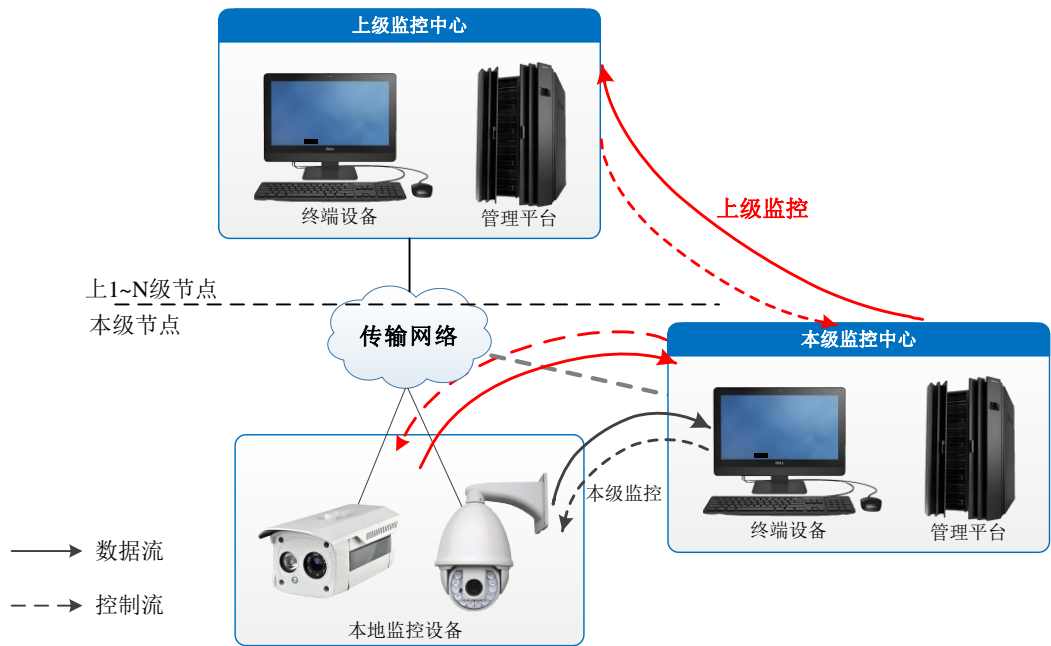 上级监控中心
终端设备
管理平台
上级监控
上1~N级节点
本级节点
传输网络
本级监控中心
本级监控
终端设备
管理平台
数据流
控制流
本地监控设备